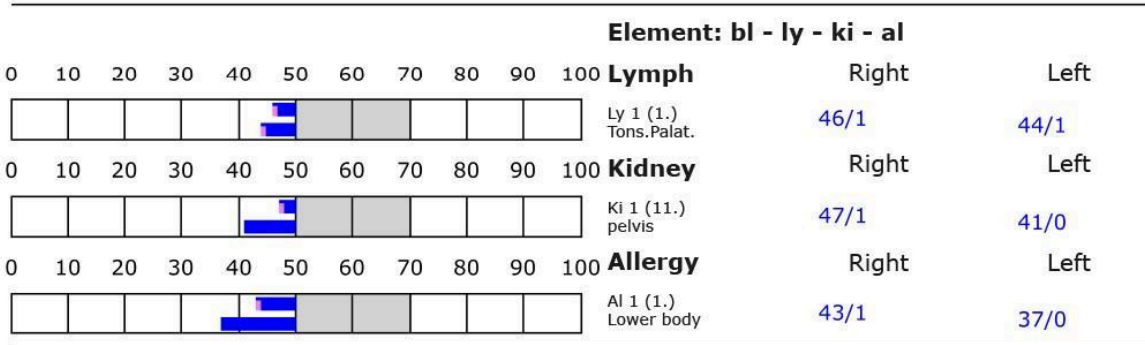 Element: bl - ly - ki - al
0 10 20 30 40 50 60 70 80 90 100 Lymph Right Left
Ly 1 (1.) 46/1 44/1
Tons.Palat.
0 10 20 30 40 50 60 70 80 90 100 Kidney Right Left
Ki 1 (11.) 47/1 41/0
pelvis
0 10 20 30 40 50 60 70 80 90 100 Allergy Right Left
Al 1 (1.) 43/1 37/0
Lower body